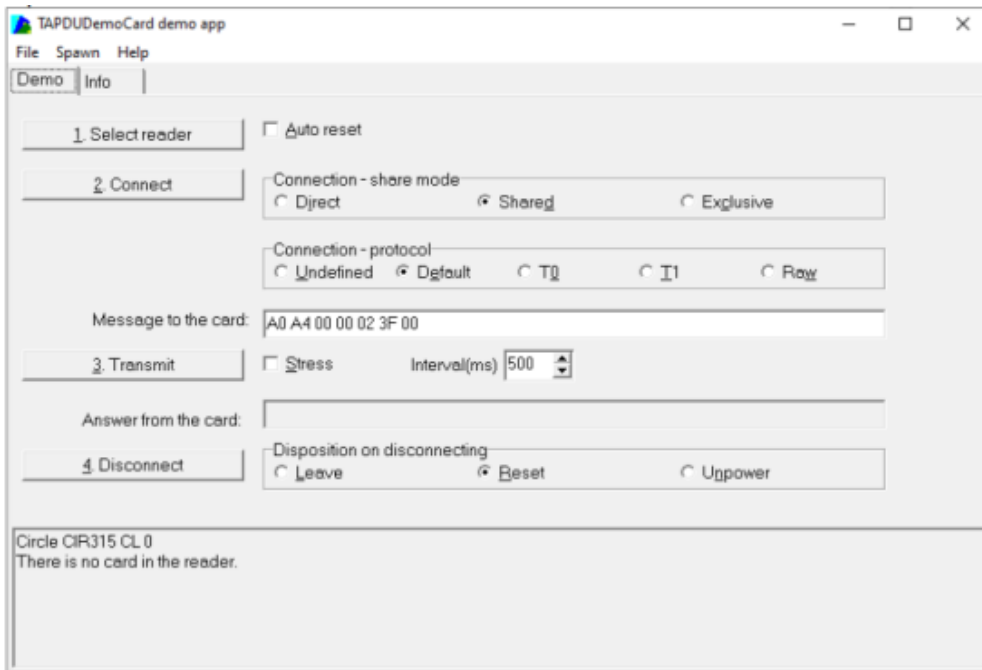 TAPDUDemoCard demo app
File Spawn Help
Demo Info
1. Select reader
Auto reset
2. Connect
Connection - share mode
Direct Shared Exclusive
Connection - protocol
Undefined Default T0 T1 Raw
Message to the card: A0 A4 00 00 02 3F 00
3. Transmit
Stress Interval(ms) 500
Answer from the card:
4. Disconnect
Disposition on disconnecting
Leave Reset Unpower
Circle CIR315 CL 0
There is no card in the reader.